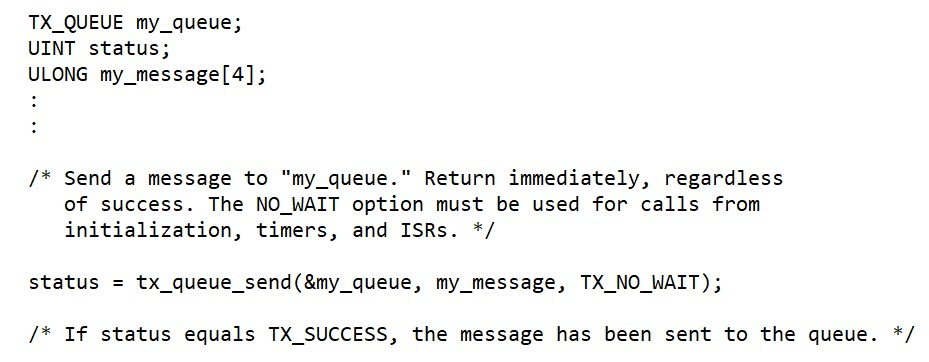 TX_QUEUE my_queue;
UINT status;
ULONG my_message[4];
:
:
/* Send a message to "my_queue." Return immediately, regardless
of success. The NO_WAIT option must be used for calls from
initialization, timers, and ISRs. */
status = tx_queue_send(&my_queue, my_message, TX_NO_WAIT);
/* If status equals TX_SUCCESS, the message has been sent to the queue. */